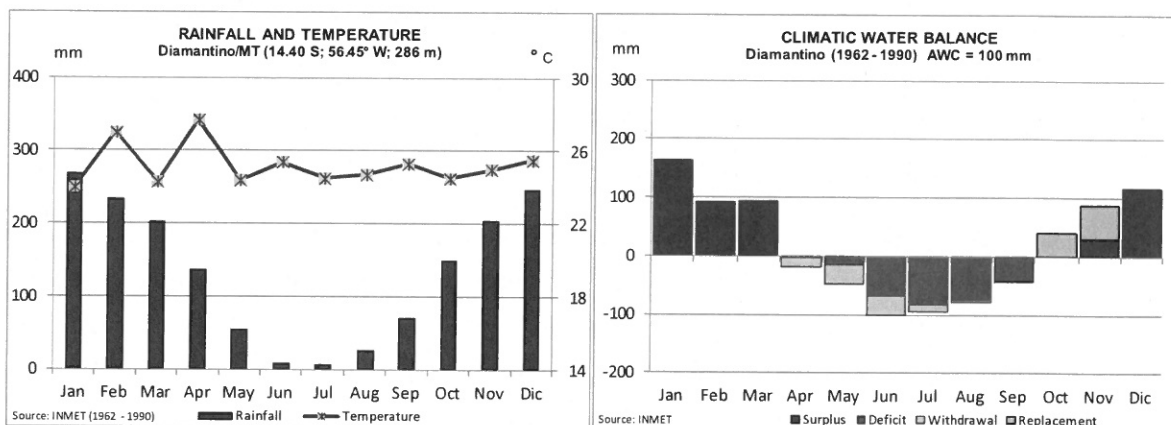 RAINFALL AND TEMPERATURE
Diamantino/MT (14.40 S; 56.45° W; 286 m)
mm
° C
400
300
200
100
0
30
26
22
18
14
Jan Feb Mar Apr May Jun Jul Aug Sep Oct Nov Dic
Source: INMET (1962 - 1990)
Rainfall Temperature
CLIMATIC WATER BALANCE
Diamantino (1962 - 1990) AWC = 100 mm
mm
300
200
100
0
-100
-200
Jan Feb Mar Apr May Jun Jul Aug Sep Oct Nov Dic
Source: INMET
Surplus Deficit Withdrawal Replacement